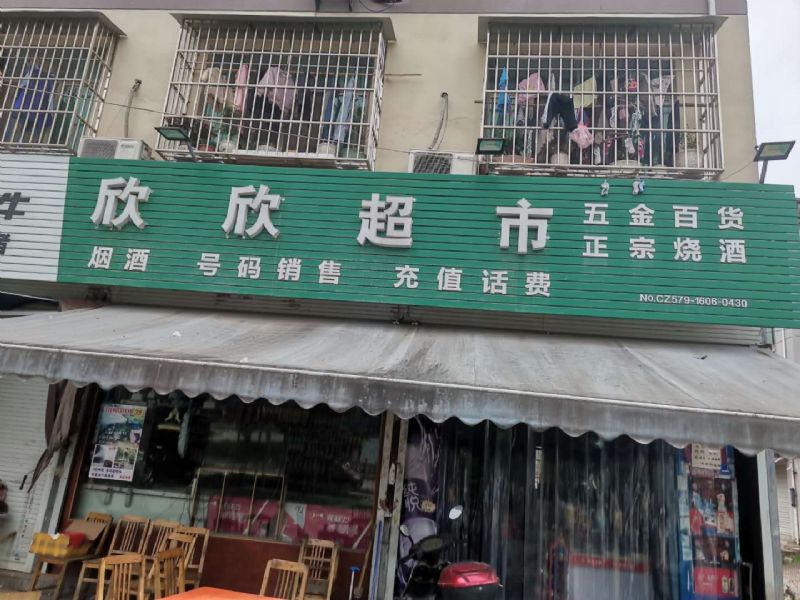 欣欣超市
五金百货
正宗烧酒
烟酒 号码销售 充值话费
No.CZ579-1606-0430
牛